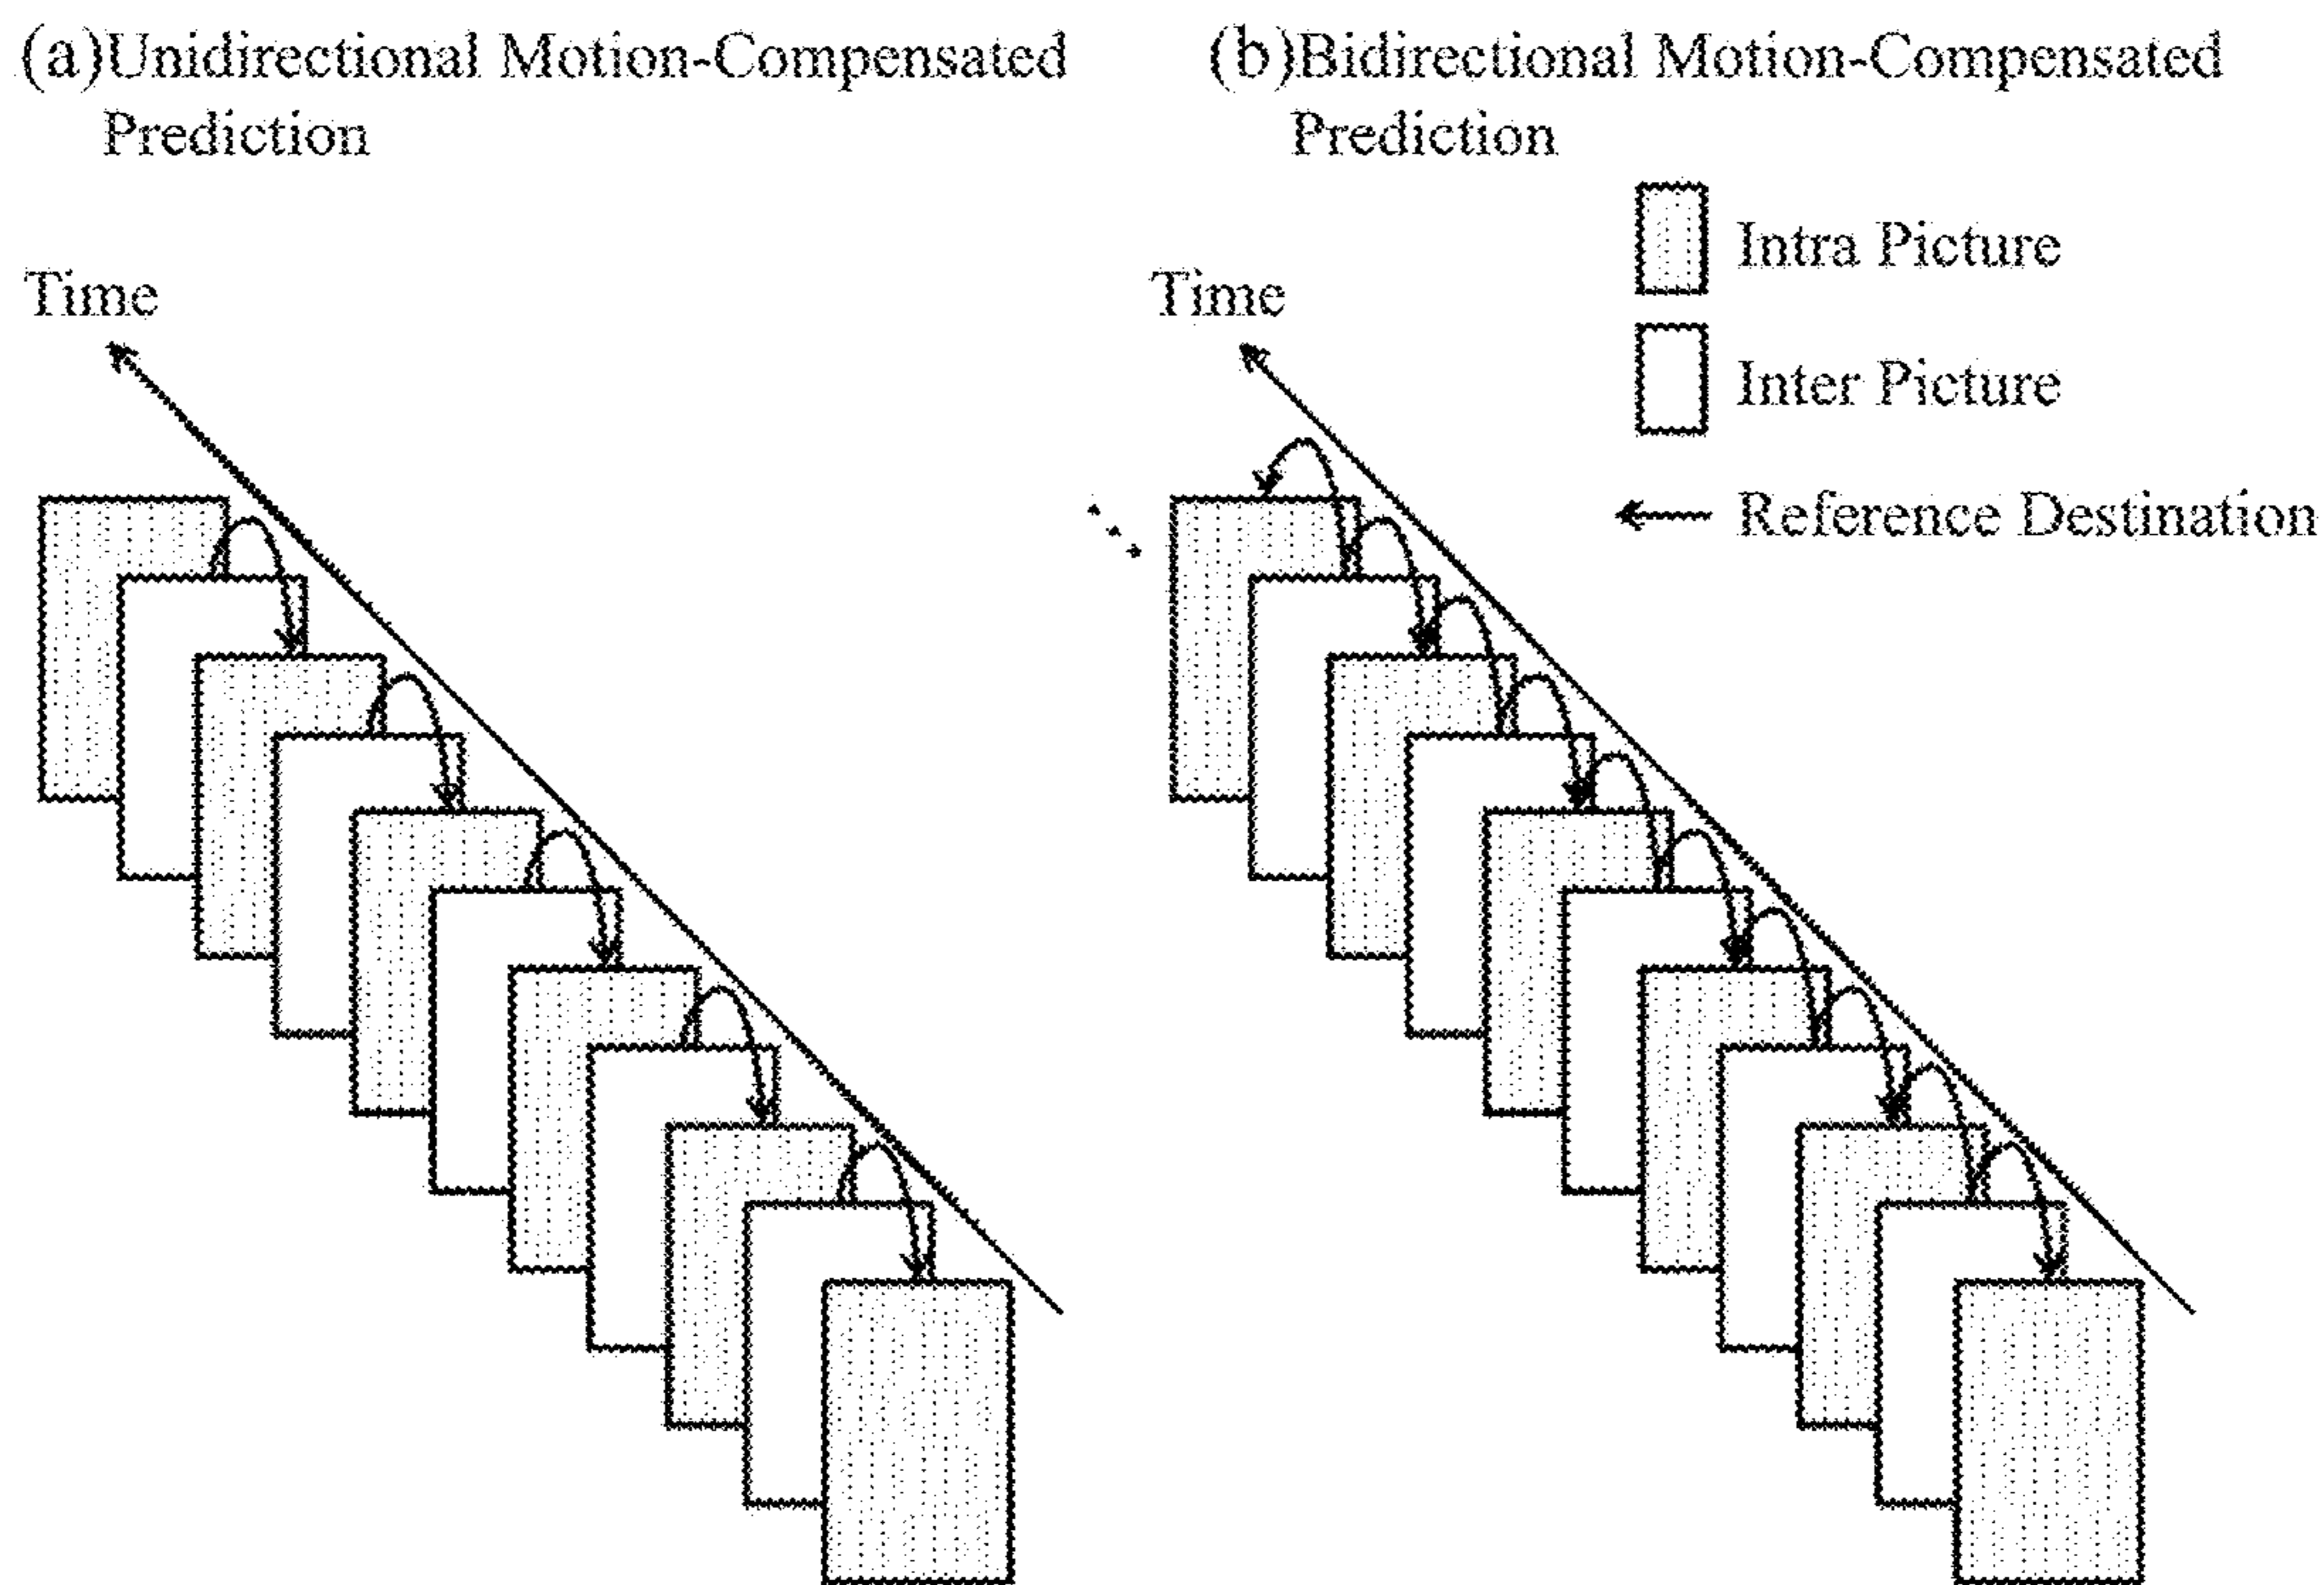 (a)Unidirectional Motion-Compensated
Prediction
(b)Bidirectional Motion-Compensated
Prediction
Intra Picture
Inter Picture
Reference Destination
Time
Time